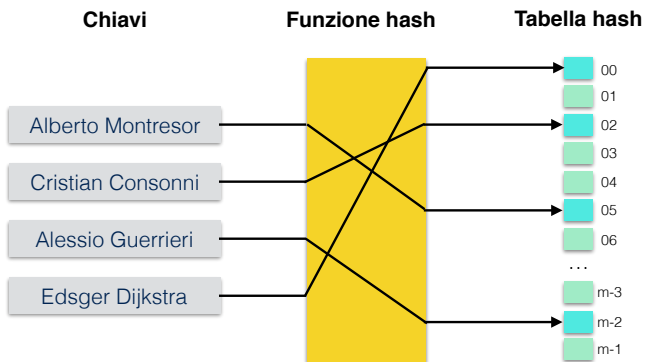 Chiavi
Funzione hash
Tabella hash
Alberto Montresor
Cristian Consonni
Alessio Guerrieri
Edsger Dijkstra
00
01
02
03
04
05
06
...
m-3
m-2
m-1